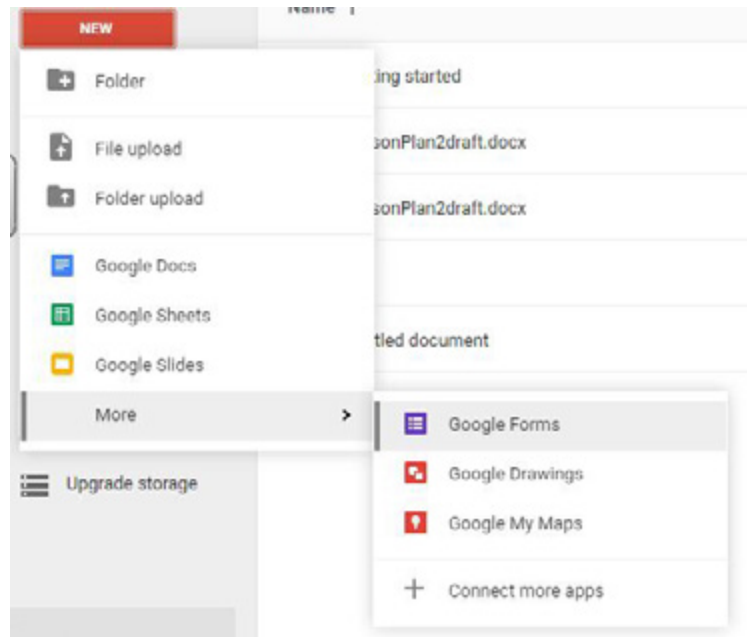 Name
NEW
Folder
ing started
File upload
sonPlan2draft.docx
Folder upload
sonPlan2draft.docx
Google Docs
Google Sheets
tled document
Google Slides
More
Google Forms
Google Drawings
Upgrade storage
Google My Maps
Connect more apps